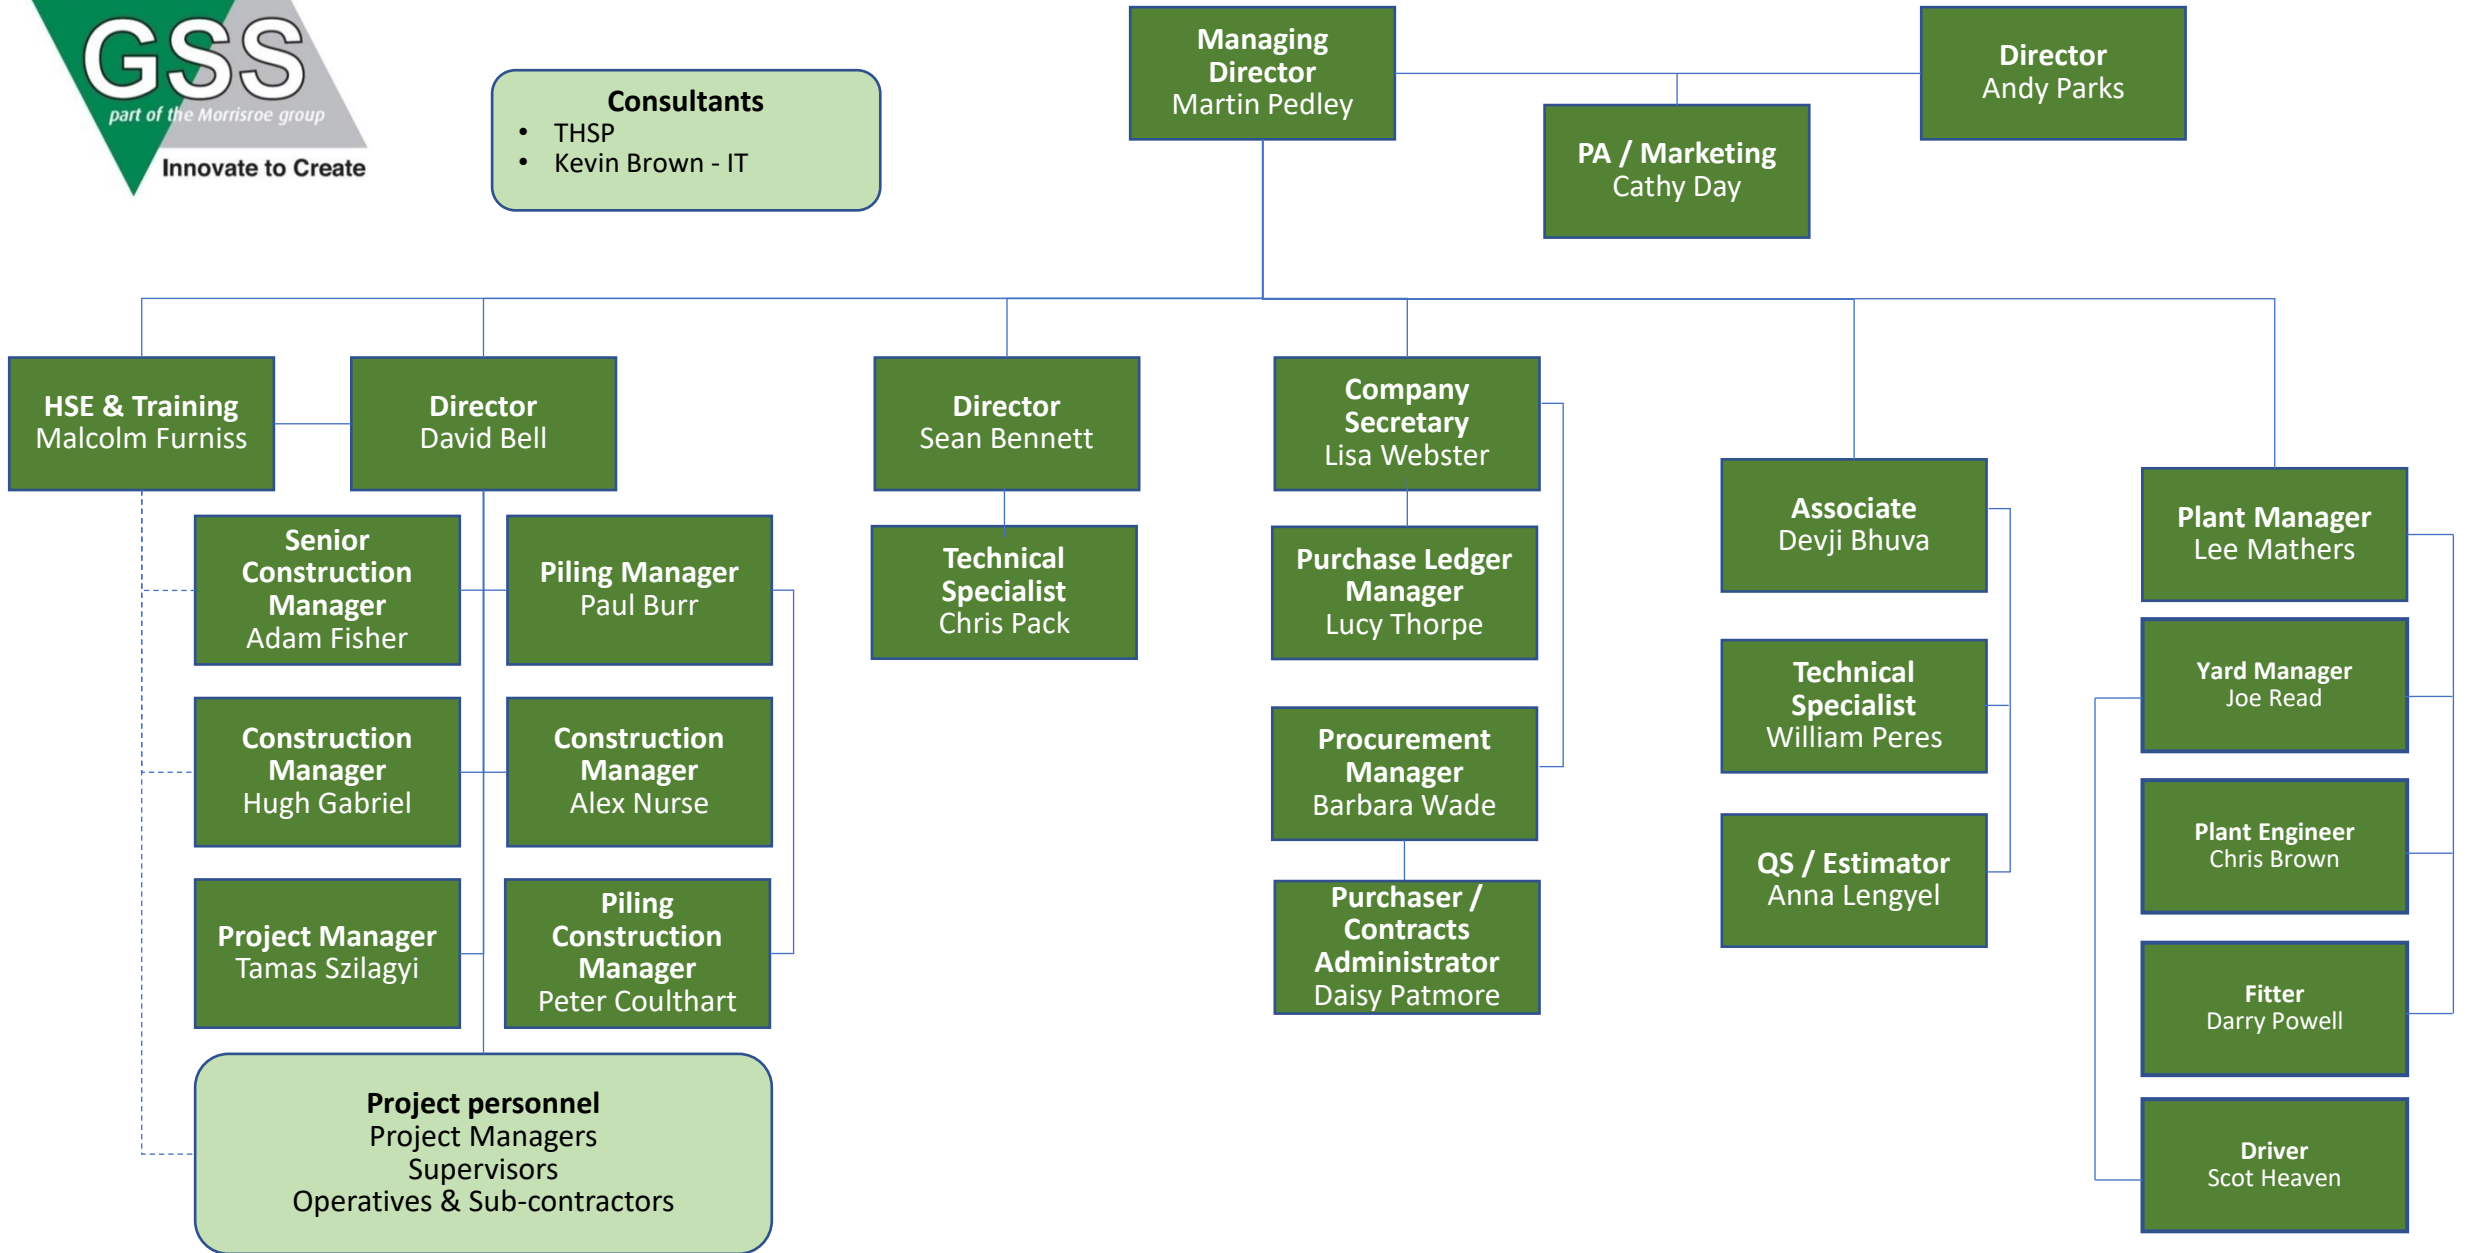 GSS
part of the Morrisroe group
Innovate to Create
Consultants
• THSP
• Kevin Brown - IT
Managing
Director
Martin Pedley
Director
Andy Parks
PA / Marketing
Cathy Day
HSE & Training
Malcolm Furniss
Director
David Bell
Director
Sean Bennett
Company
Secretary
Lisa Webster
Associate
Devji Bhuva
Plant Manager
Lee Mathers
Senior
Construction
Manager
Adam Fisher
Piling Manager
Paul Burr
Technical
Specialist
Chris Pack
Purchase Ledger
Manager
Lucy Thorpe
Technical
Specialist
William Peres
Yard Manager
Joe Read
Construction
Manager
Hugh Gabriel
Construction
Manager
Alex Nurse
Procurement
Manager
Barbara Wade
QS / Estimator
Anna Lengyel
Plant Engineer
Chris Brown
Project Manager
Tamas Szilagyi
Piling
Construction
Manager
Peter Coulthart
Purchaser /
Contracts
Administrator
Daisy Patmore
Fitter
Darry Powell
Project personnel
Project Managers
Supervisors
Operatives & Sub-contractors
Driver
Scot Heaven